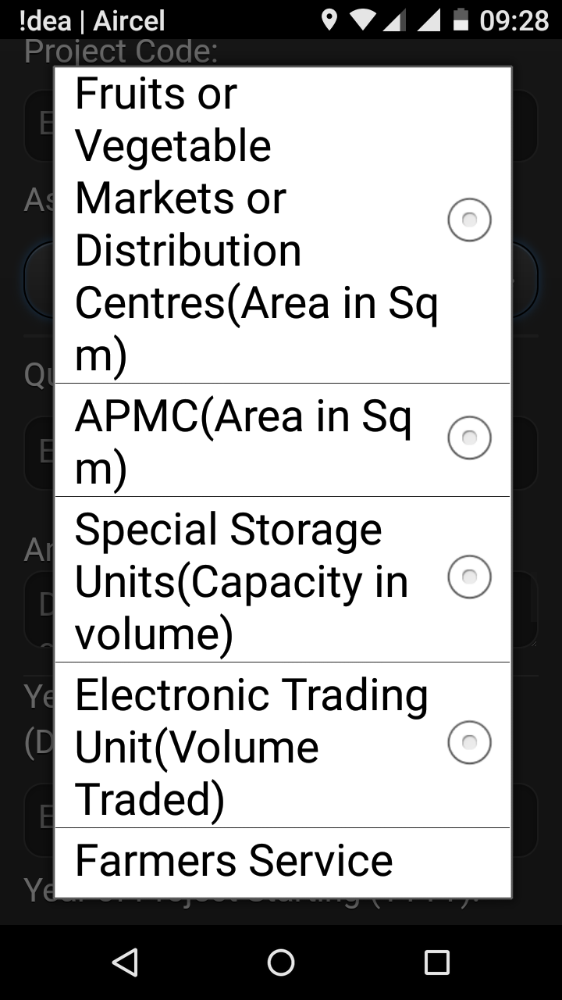 !dea | Aircel 09:28
Project Code:
Fruits or
Vegetable
Markets or
Distribution
Centres(Area in Sq
m)
APMC(Area in Sq
m)
Special Storage
Units(Capacity in
volume)
Electronic Trading
Unit(Volume
Traded)
Farmers Service